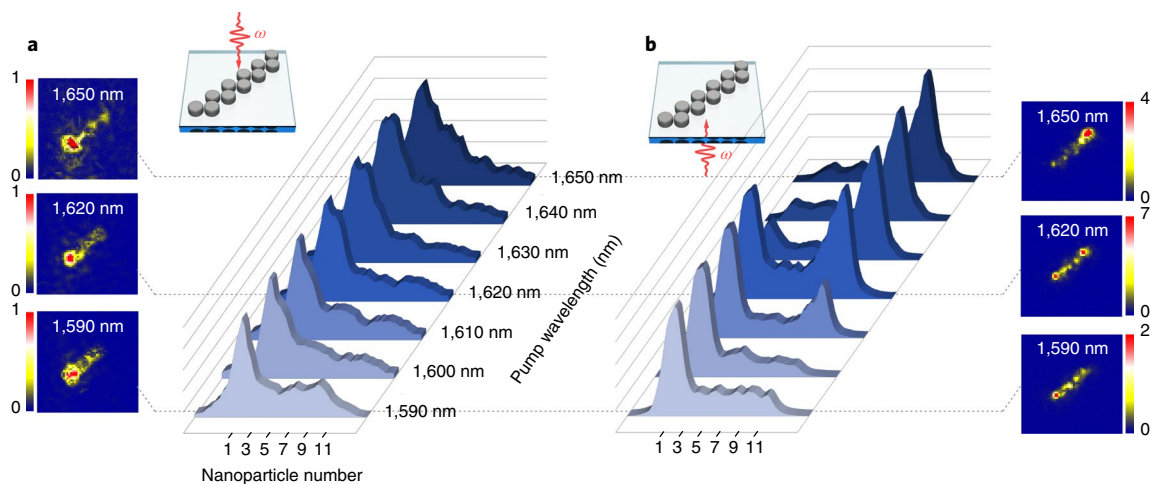 a
ω
1
1,650 nm
0
1
1,620 nm
0
1
1,590 nm
0
1,650 nm
1,640 nm
1,630 nm
1,620 nm
1,610 nm
1,600 nm
1,590 nm
Pump wavelength (nm)
1 3 5 7 9 11
Nanoparticle number
b
ω
1 3 5 7 9 11
4
1,650 nm
0
7
1,620 nm
0
2
1,590 nm
0